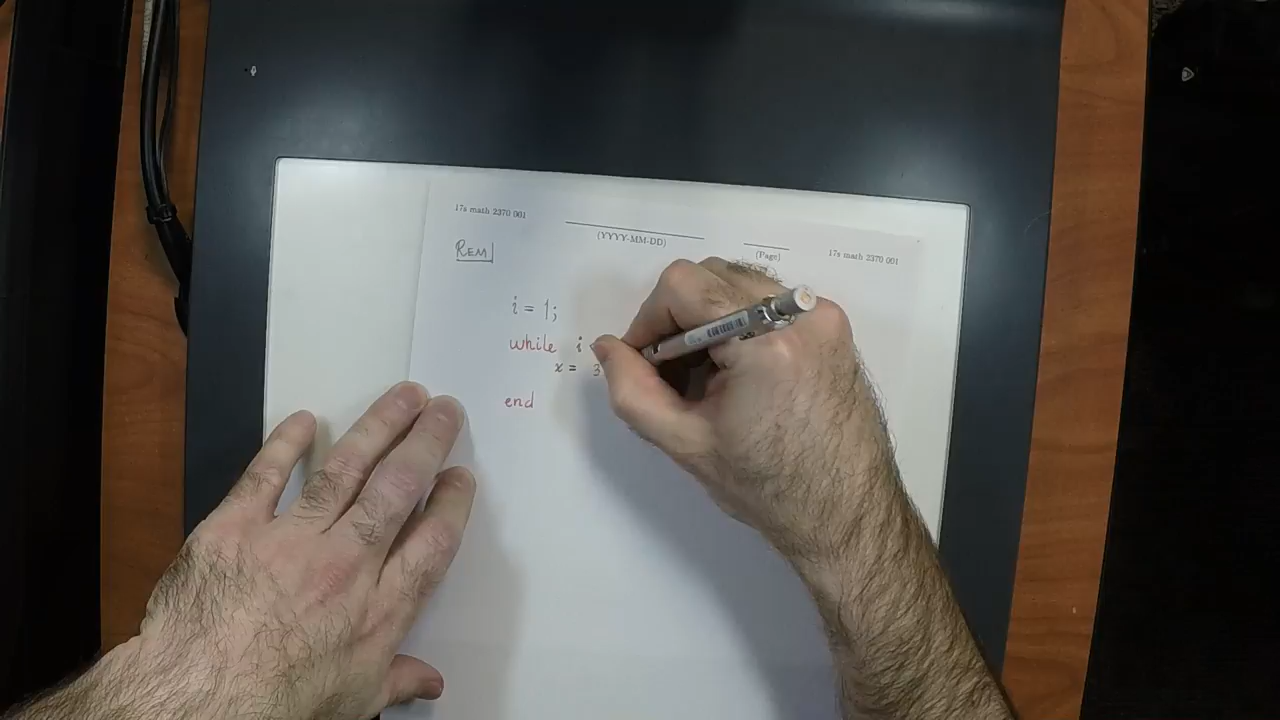 17s math 2370 001
(YYYY-MM-DD)
(Page)
17s math 2370 001
REM
i = 1;
while i
x = 3
end